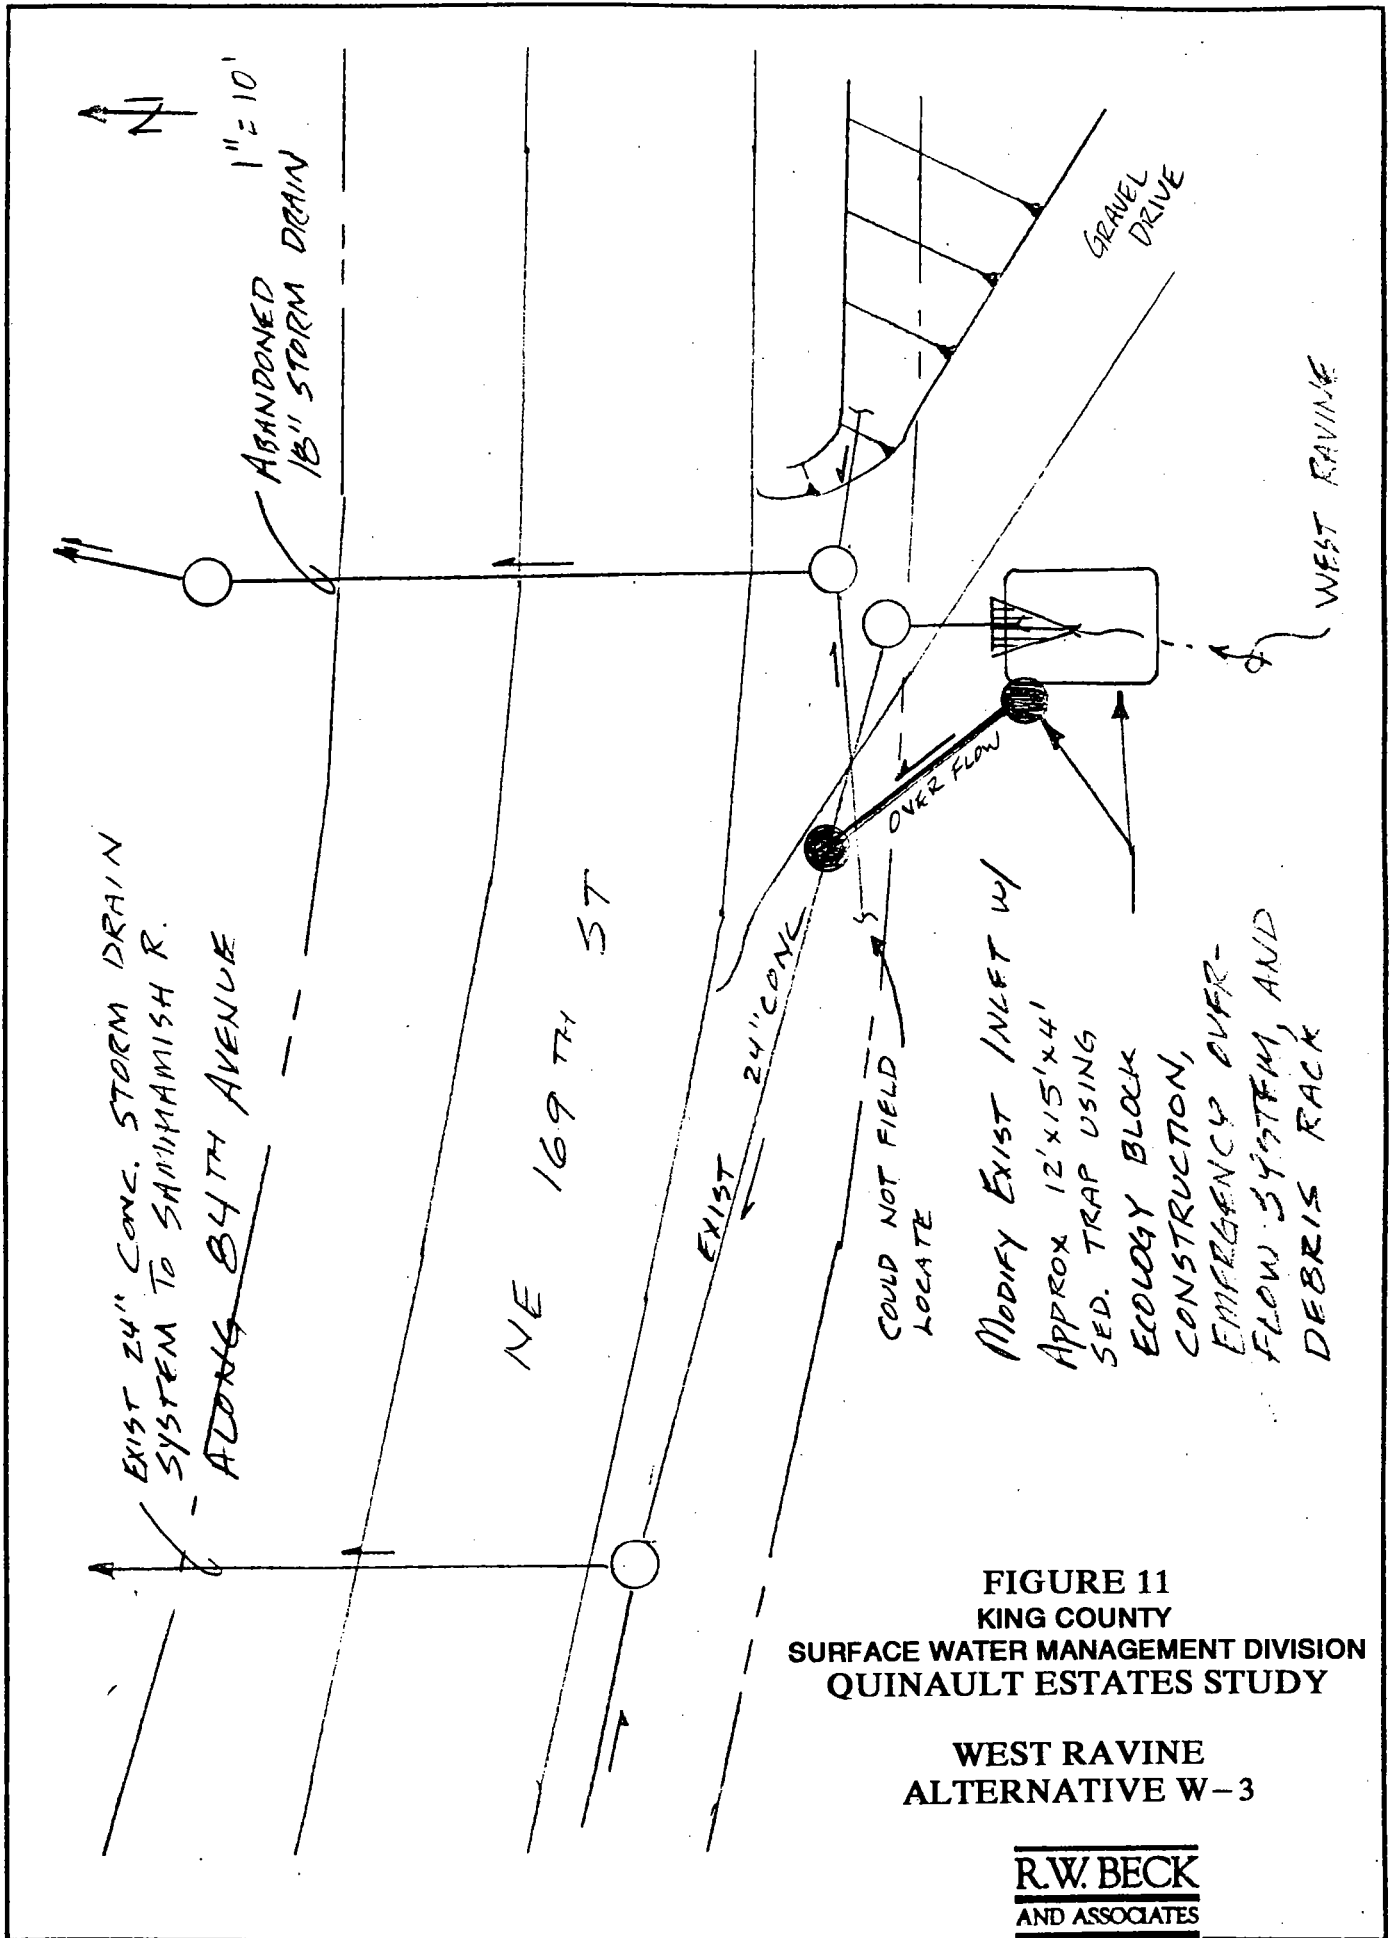 N
1" = 10'
ABANDONED
18" STORM DRAIN
EXIST 24" CONC. STORM DRAIN
SYSTEM TO SAMMAMISH R.
ALONG 84TH AVENUE
NE 169TH ST
GRAVEL
DRIVE
WEST RAVINE
OVERFLOW
EXIST 24" CONC
COULD NOT FIELD
LOCATE
MODIFY EXIST INLET W/
APPROX 12'x15'x4'
SED. TRAP USING
ECOLOGY BLOCK
CONSTRUCTION,
EMERGENCY OVER-
FLOW SYSTEM, AND
DEBRIS RACK
FIGURE 11
KING COUNTY
SURFACE WATER MANAGEMENT DIVISION
QUINAULT ESTATES STUDY
WEST RAVINE
ALTERNATIVE W-3
R.W. BECK
AND ASSOCIATES